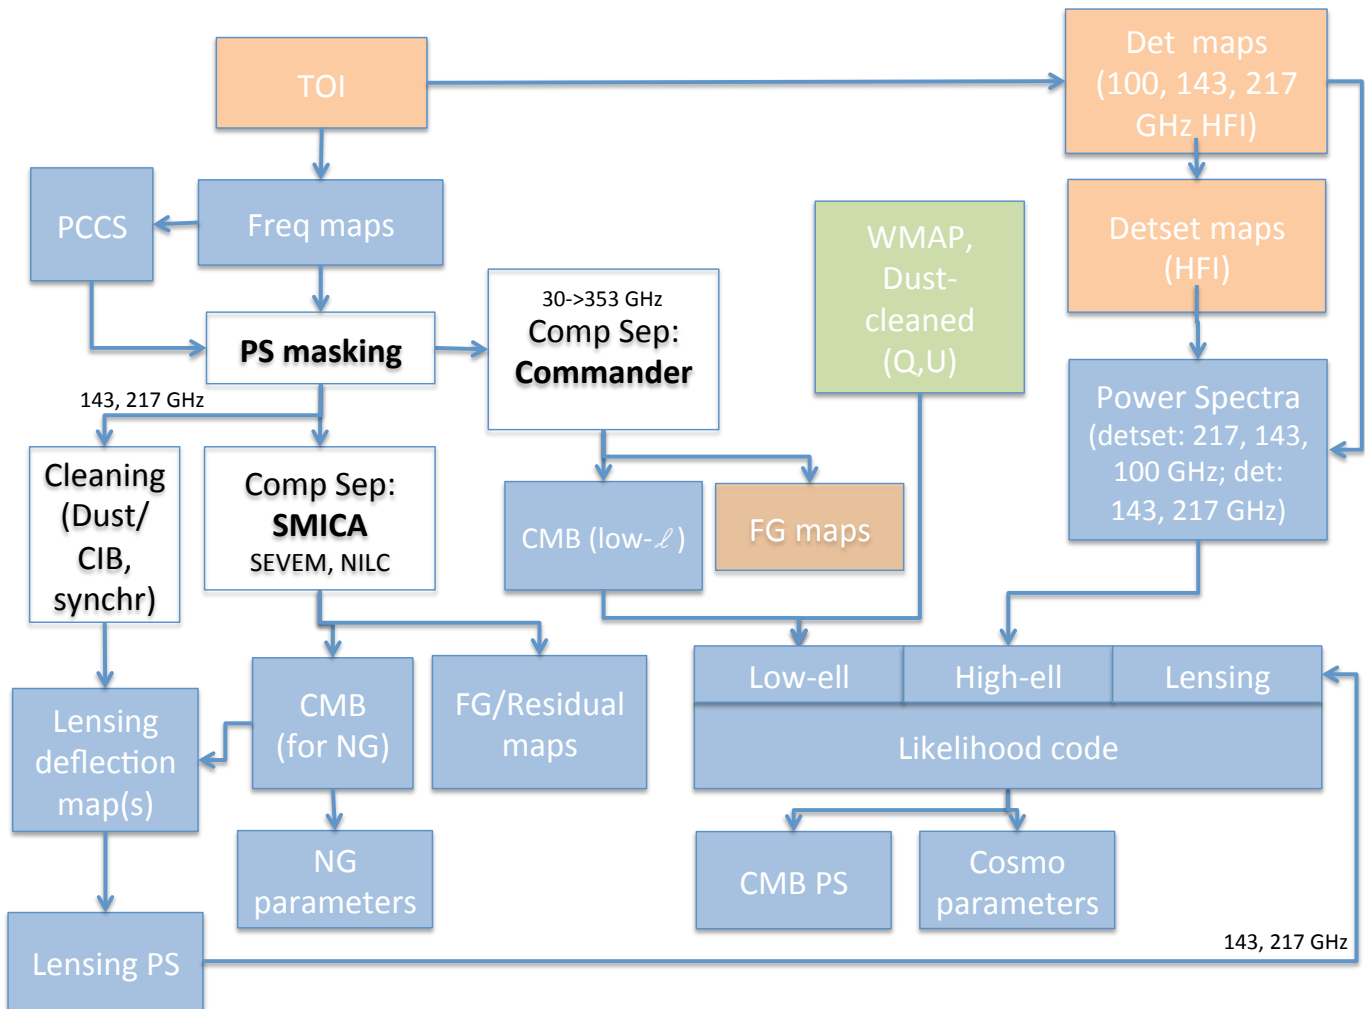 TOI
Det maps
(100, 143, 217
GHz HFI)
PCCS
Freq maps
WMAP,
Dust-
cleaned
(Q,U)
Detset maps
(HFI)
30->353 GHz
Comp Sep:
Commander
PS masking
143, 217 GHz
Power Spectra
(detset: 217, 143,
100 GHz; det:
143, 217 GHz)
Cleaning
(Dust/
CIB,
synchr)
Comp Sep:
SMICA
SEVEM, NILC
CMB (low-ℓ)
FG maps
Low-ell
High-ell
Lensing
Likelihood code
Lensing
deflection
map(s)
CMB
(for NG)
FG/Residual
maps
NG
parameters
CMB PS
Cosmo
parameters
Lensing PS
143, 217 GHz